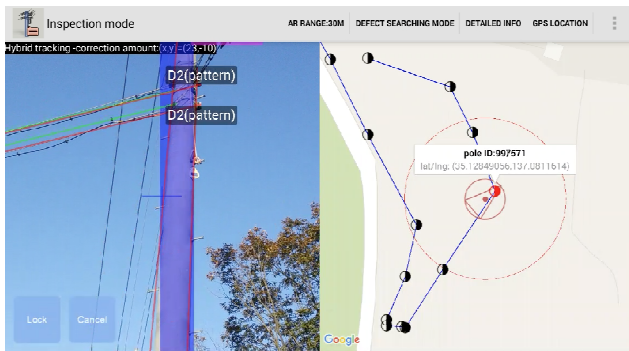 Inspection mode
AR RANGE:30M DEFECT SEARCHING MODE DETAILED INFO GPS LOCATION
Hybrid tracking -correction amount:(x,y)=(23,-10)
D2(pattern)
D2(pattern)
pole ID:997571
lat/lng: (35.12849056,137.0811614)
Lock Cancel
Google